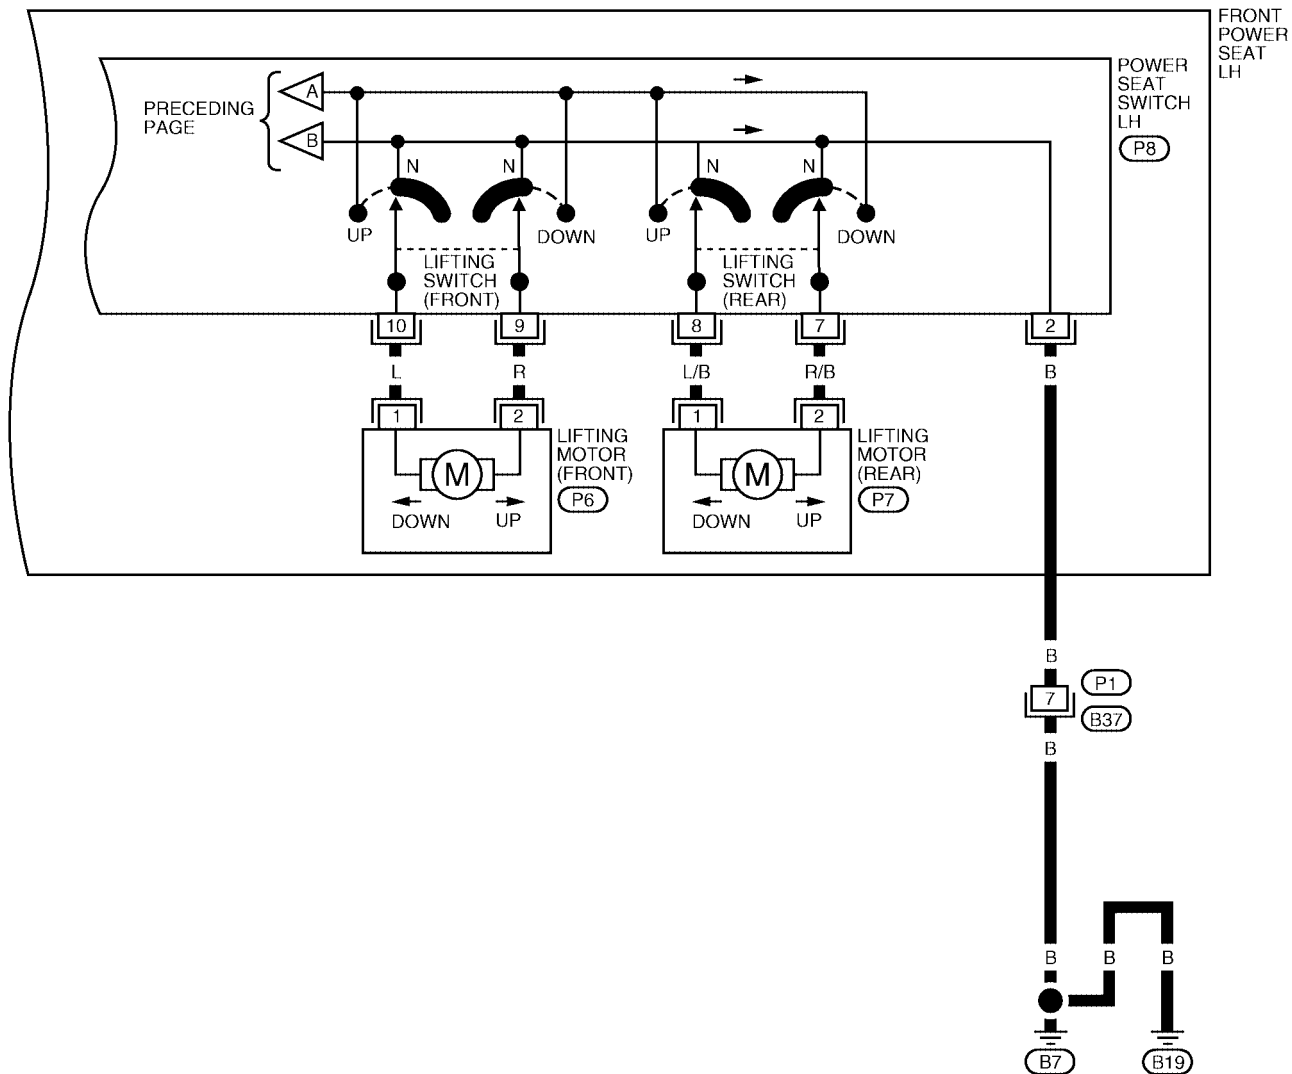 FRONT
POWER
SEAT
LH
POWER
SEAT
SWITCH
LH
P8
PRECEDING
PAGE
A
B
N
N
N
N
UP
DOWN
UP
DOWN
LIFTING
SWITCH
(FRONT)
LIFTING
SWITCH
(REAR)
10
9
8
7
2
L
R
L/B
R/B
B
1
2
1
2
LIFTING
MOTOR
(FRONT)
P6
LIFTING
MOTOR
(REAR)
P7
M
M
DOWN
UP
DOWN
UP
B
7
P1
B37
B
B
B
B
B7
B19